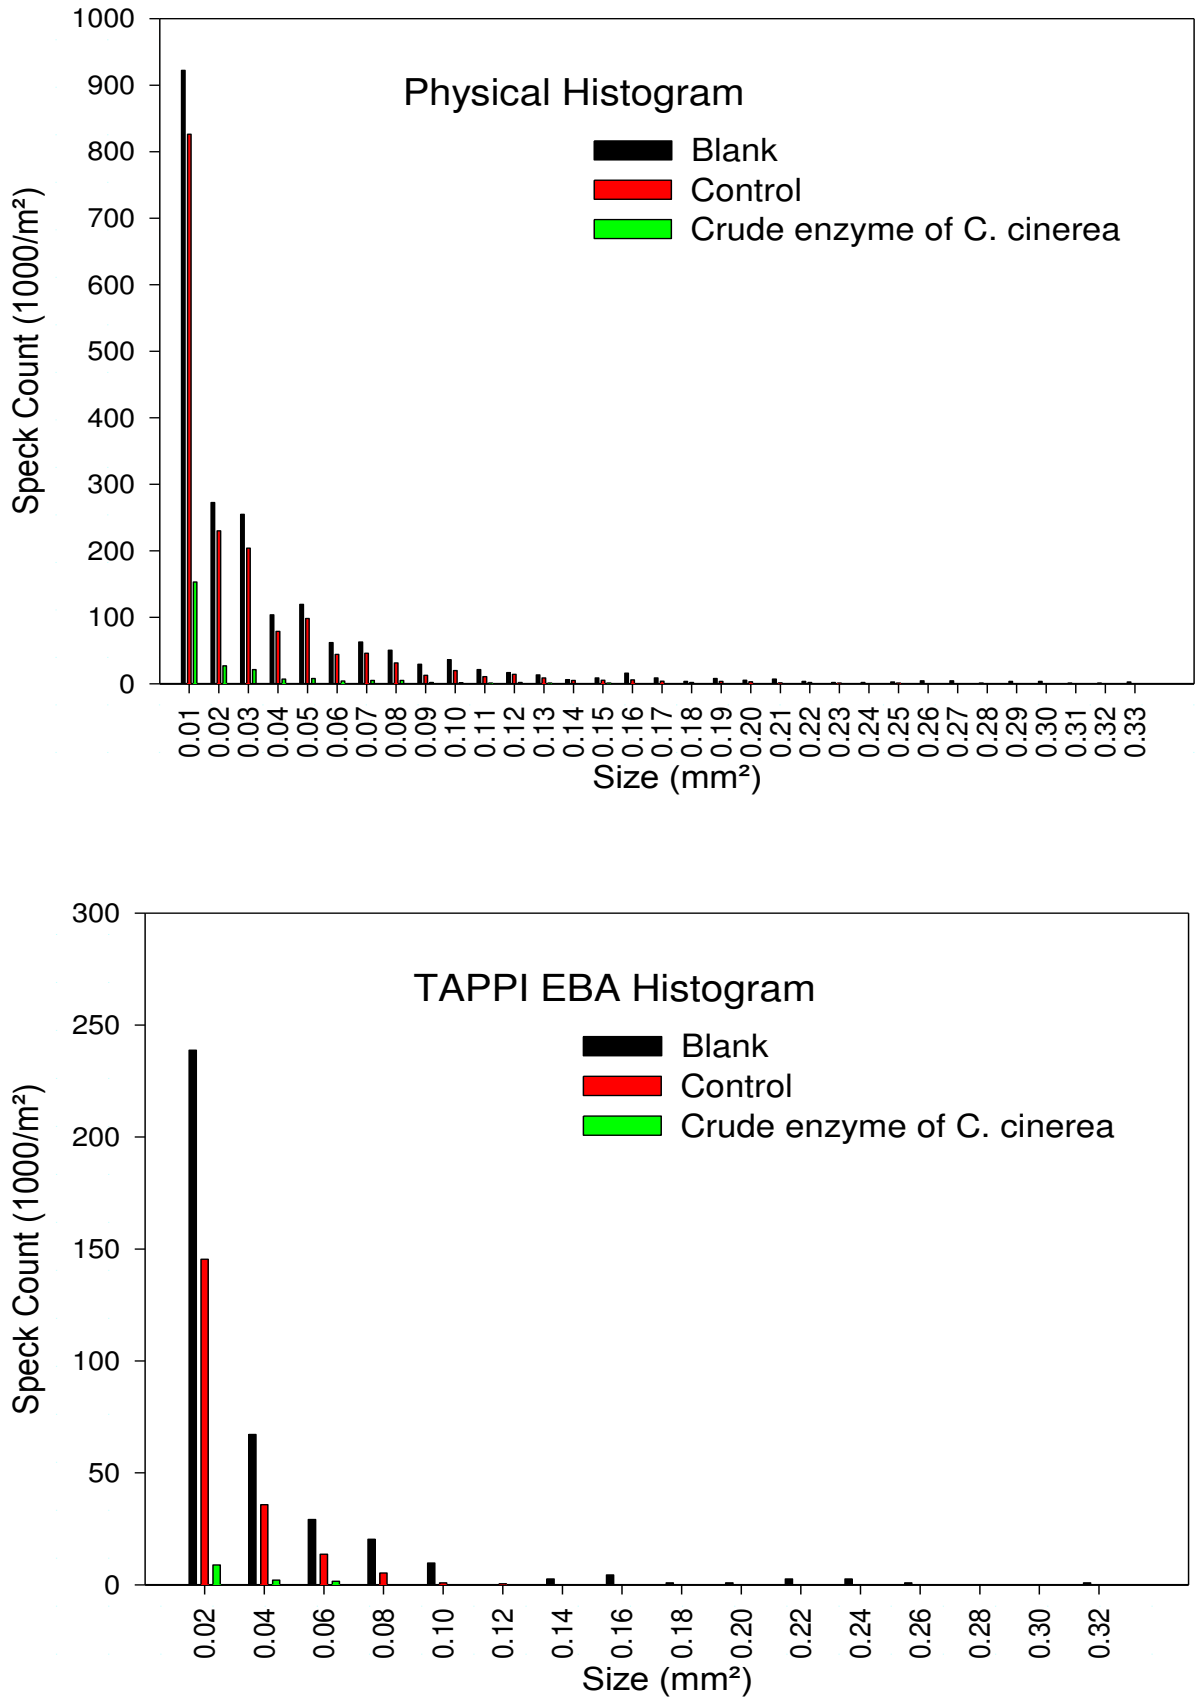 1000
900
800
700
600
500
400
300
200
100
0
Speck Count (1000/m²)
Physical Histogram
Blank
Control
Crude enzyme of C. cinerea
0.01 0.02 0.03 0.04 0.05 0.06 0.07 0.08 0.09 0.10 0.11 0.12 0.13 0.14 0.15 0.16 0.17 0.18 0.19 0.20 0.21 0.22 0.23 0.24 0.25 0.26 0.27 0.28 0.29 0.30 0.31 0.32 0.33
Size (mm²)
300
250
200
150
100
50
0
Speck Count (1000/m²)
TAPPI EBA Histogram
Blank
Control
Crude enzyme of C. cinerea
0.02 0.04 0.06 0.08 0.10 0.12 0.14 0.16 0.18 0.20 0.22 0.24 0.26 0.28 0.30 0.32
Size (mm²)